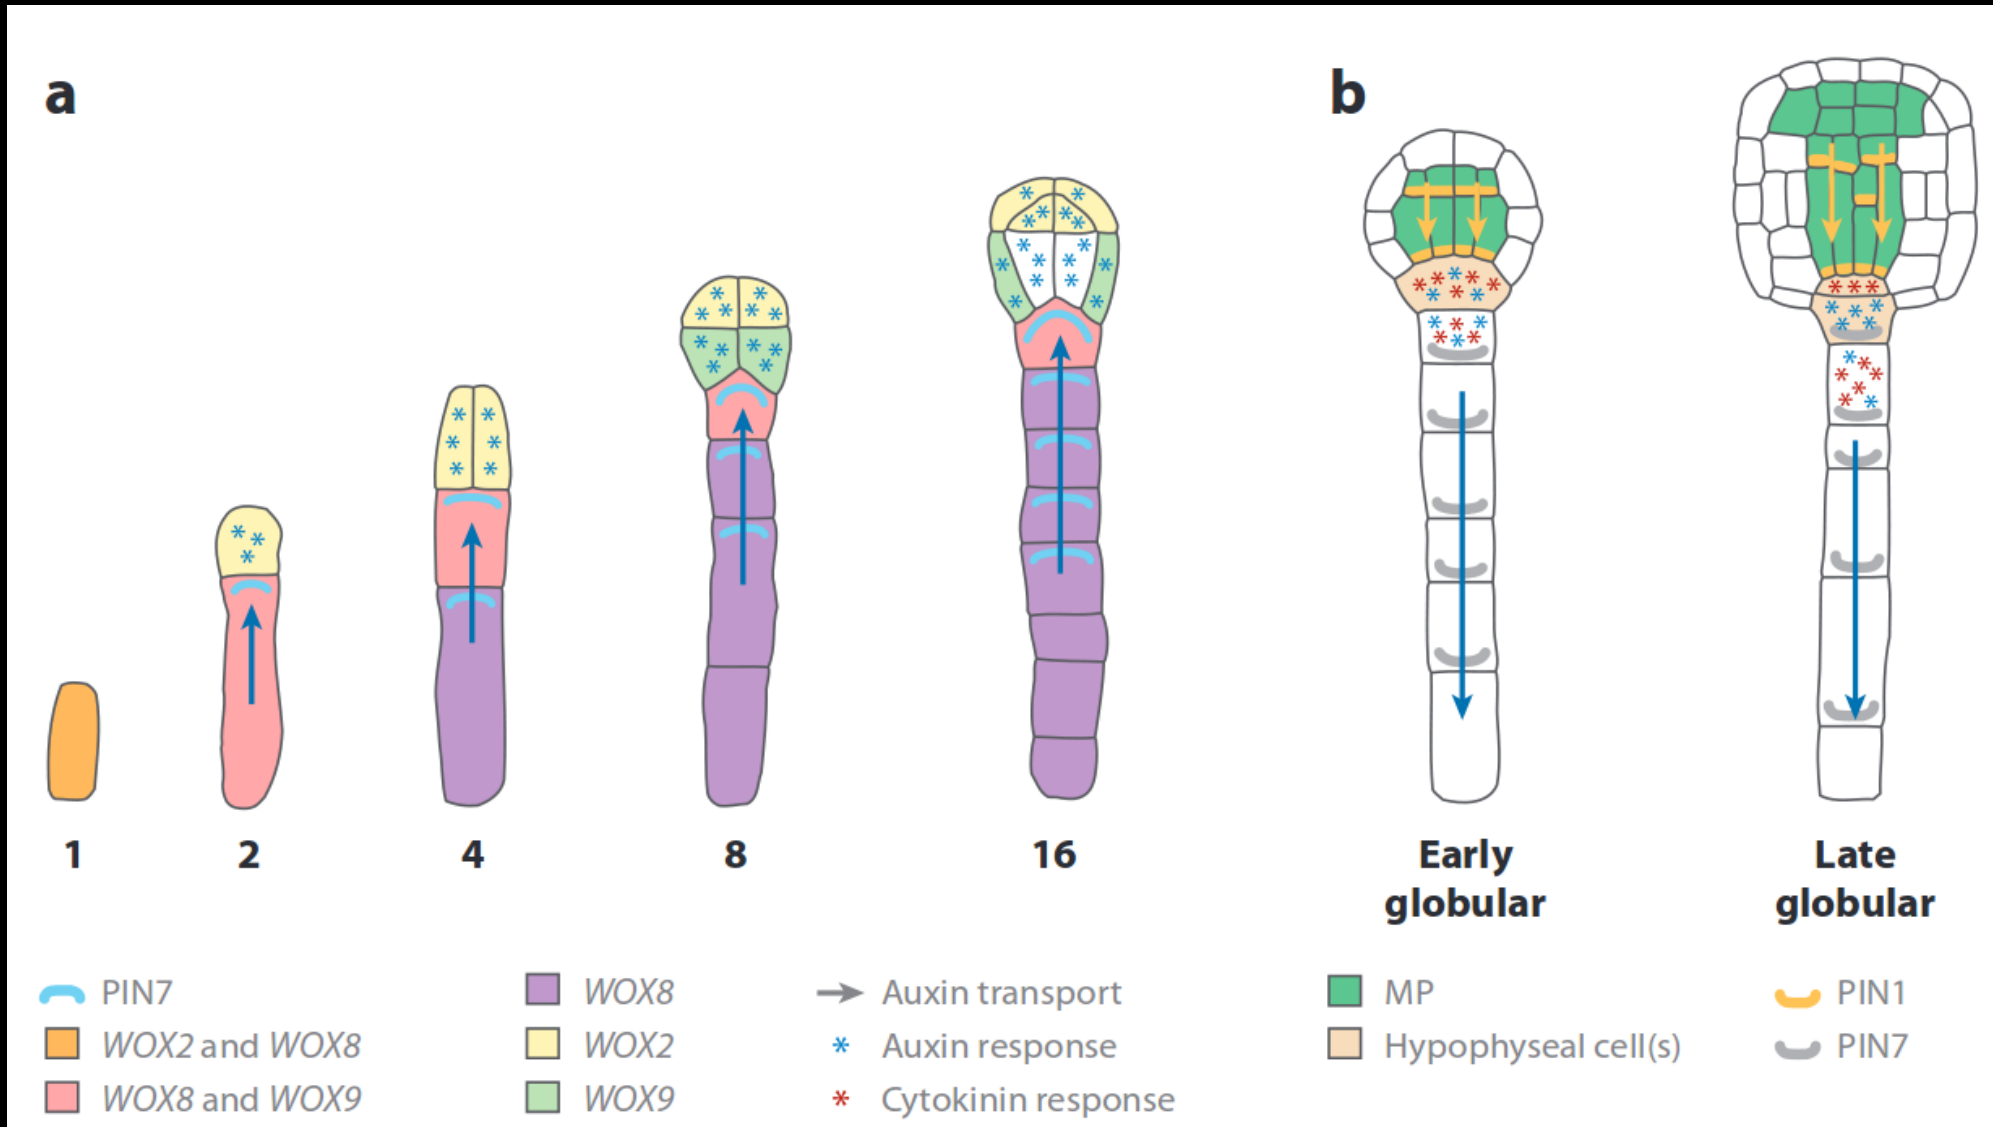 a
b
1
2
4
8
16
Early
globular
Late
globular
PIN7
WOX2 and WOX8
WOX8 and WOX9
WOX8
WOX2
WOX9
Auxin transport
* Auxin response
* Cytokinin response
MP
Hypophyseal cell(s)
PIN1
PIN7